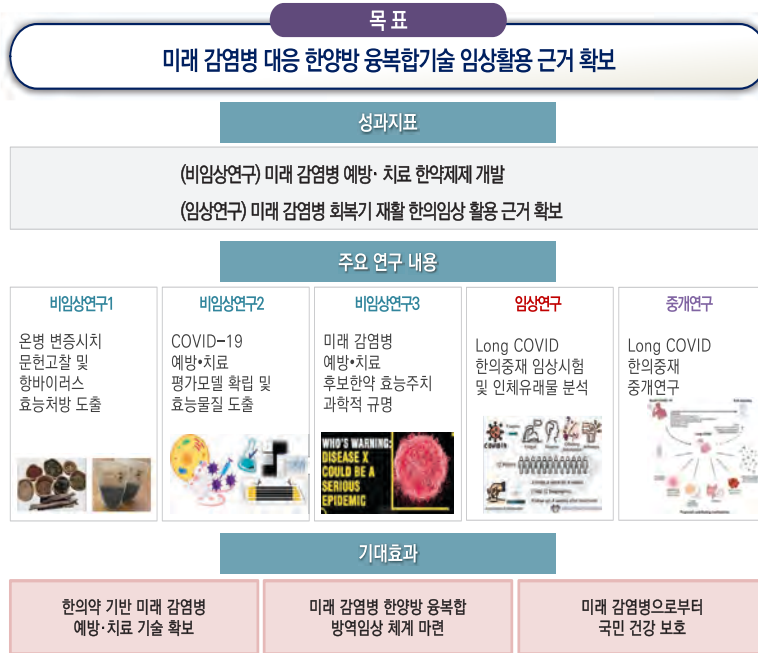 목표
미래 감염병 대응 한양방 융복합기술 임상활용 근거 확보
성과지표
(비임상연구) 미래 감염병 예방· 치료 한약제제 개발
(임상연구) 미래 감염병 회복기 재활 한의임상 활용 근거 확보
주요 연구 내용
비임상연구1
온병 변증시치
문헌고찰 및
항바이러스
효능처방 도출
비임상연구2
COVID-19
예방•치료
평가모델 확립 및
효능물질 도출
비임상연구3
미래 감염병
예방•치료
후보한약 효능주치
과학적 규명
WHO'S WARNING:
DISEASE X
COULD BE A
SERIOUS
EPIDEMIC
임상연구
Long COVID
한의중재 임상시험
및 인체유래물 분석
중개연구
Long COVID
한의중재
중개연구
기대효과
한의약 기반 미래 감염병
예방·치료 기술 확보
미래 감염병 한양방 융복합
방역임상 체계 마련
미래 감염병으로부터
국민 건강 보호